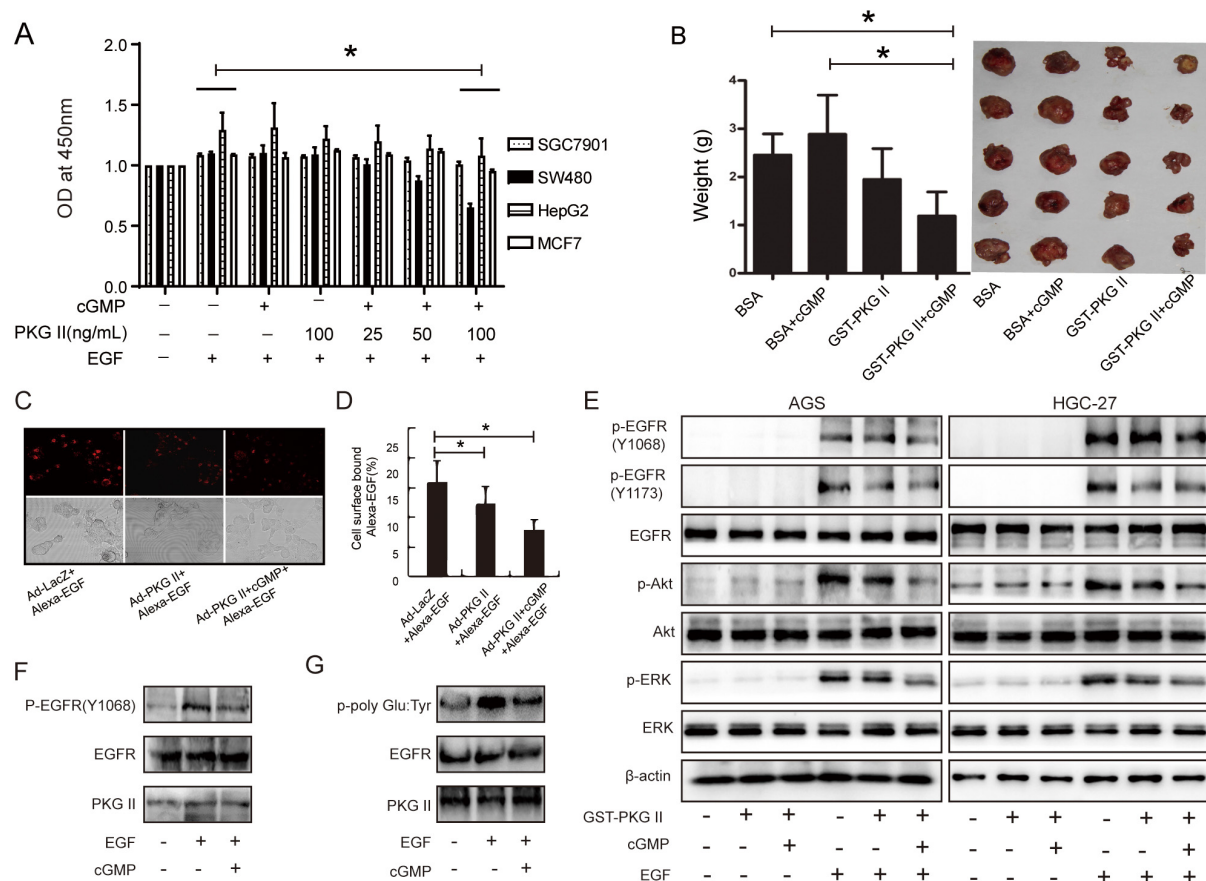 A
*
2.0
1.5
1.0
0.5
0.0
OD at 450nm
SGC7901
SW480
HepG2
MCF7
cGMP – – + – + + +
PKG II(ng/mL) – – – 100 25 50 100
EGF – + + + + + +
B
*
*
4
3
2
1
0
Weight (g)
BSA
BSA+cGMP
GST-PKG II
GST-PKG II+cGMP
BSA
BSA+cGMP
GST-PKG II
GST-PKG II+cGMP
C
Ad-LacZ+
Alexa-EGF
Ad-PKG II+
Alexa-EGF
Ad-PKG II+cGMP+
Alexa-EGF
D
*
*
25
20
15
10
5
0
Cell surface bound
Alexa-EGF(%)
Ad-LacZ
+Alexa-EGF
Ad-PKG II
+Alexa-EGF
Ad-PKG II+cGMP
+Alexa-EGF
E
AGS HGC-27
p-EGFR
(Y1068)
p-EGFR
(Y1173)
EGFR
p-Akt
Akt
p-ERK
ERK
β-actin
GST-PKG II - + + - + + - + + - + +
cGMP - - + - - + - - + - - +
EGF - - - + + + - - - + + +
F
P-EGFR(Y1068)
EGFR
PKG II
EGF - + +
cGMP - - +
G
p-poly Glu:Tyr
EGFR
PKG II
EGF - + +
cGMP - - +